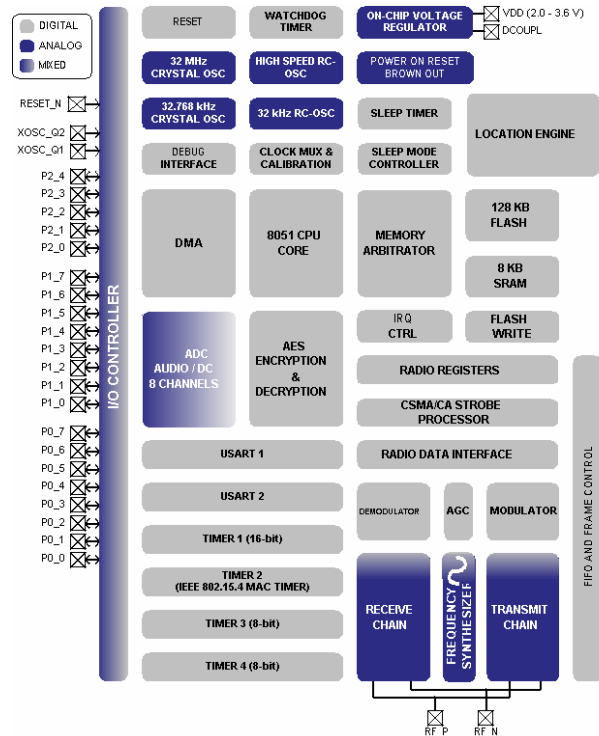 DIGITAL
ANALOG
MIXED
RESET
WATCHDOG
TIMER
ON-CHIP VOLTAGE
REGULATOR
VDD (2.0 - 3.6 V)
DCOUPL
32 MHz
CRYSTAL OSC
HIGH SPEED RC-
OSC
POWER ON RESET
BROWN OUT
32.768 kHz
CRYSTAL OSC
32 kHz RC-OSC
SLEEP TIMER
LOCATION ENGINE
RESET_N
XOSC_Q2
XOSC_Q1
DEBUG
INTERFACE
CLOCK MUX &
CALIBRATION
SLEEP MODE
CONTROLLER
P2_4
P2_3
P2_2
P2_1
P2_0
P1_7
P1_6
P1_5
P1_4
P1_3
P1_2
P1_1
P1_0
P0_7
P0_6
P0_5
P0_4
P0_3
P0_2
P0_1
P0_0
I/O CONTROLLER
DMA
8051 CPU
CORE
MEMORY
ARBITRATOR
128 KB
FLASH
8 KB
SRAM
ADC
AUDIO / DC
8 CHANNELS
AES
ENCRYPTION
&
DECRYPTION
IRQ
CTRL
FLASH
WRITE
RADIO REGISTERS
CSMA/CA STROBE
PROCESSOR
USART 1
RADIO DATA INTERFACE
USART 2
DEMODULATOR
AGC
MODULATOR
TIMER 1 (16-bit)
TIMER 2
(IEEE 802.15.4 MAC TIMER)
TIMER 3 (8-bit)
TIMER 4 (8-bit)
RECEIVE
CHAIN
FREQUENCY
SYNTHESIZER
TRANSMIT
CHAIN
FIFO AND FRAME CONTROL
RF_P
RF_N